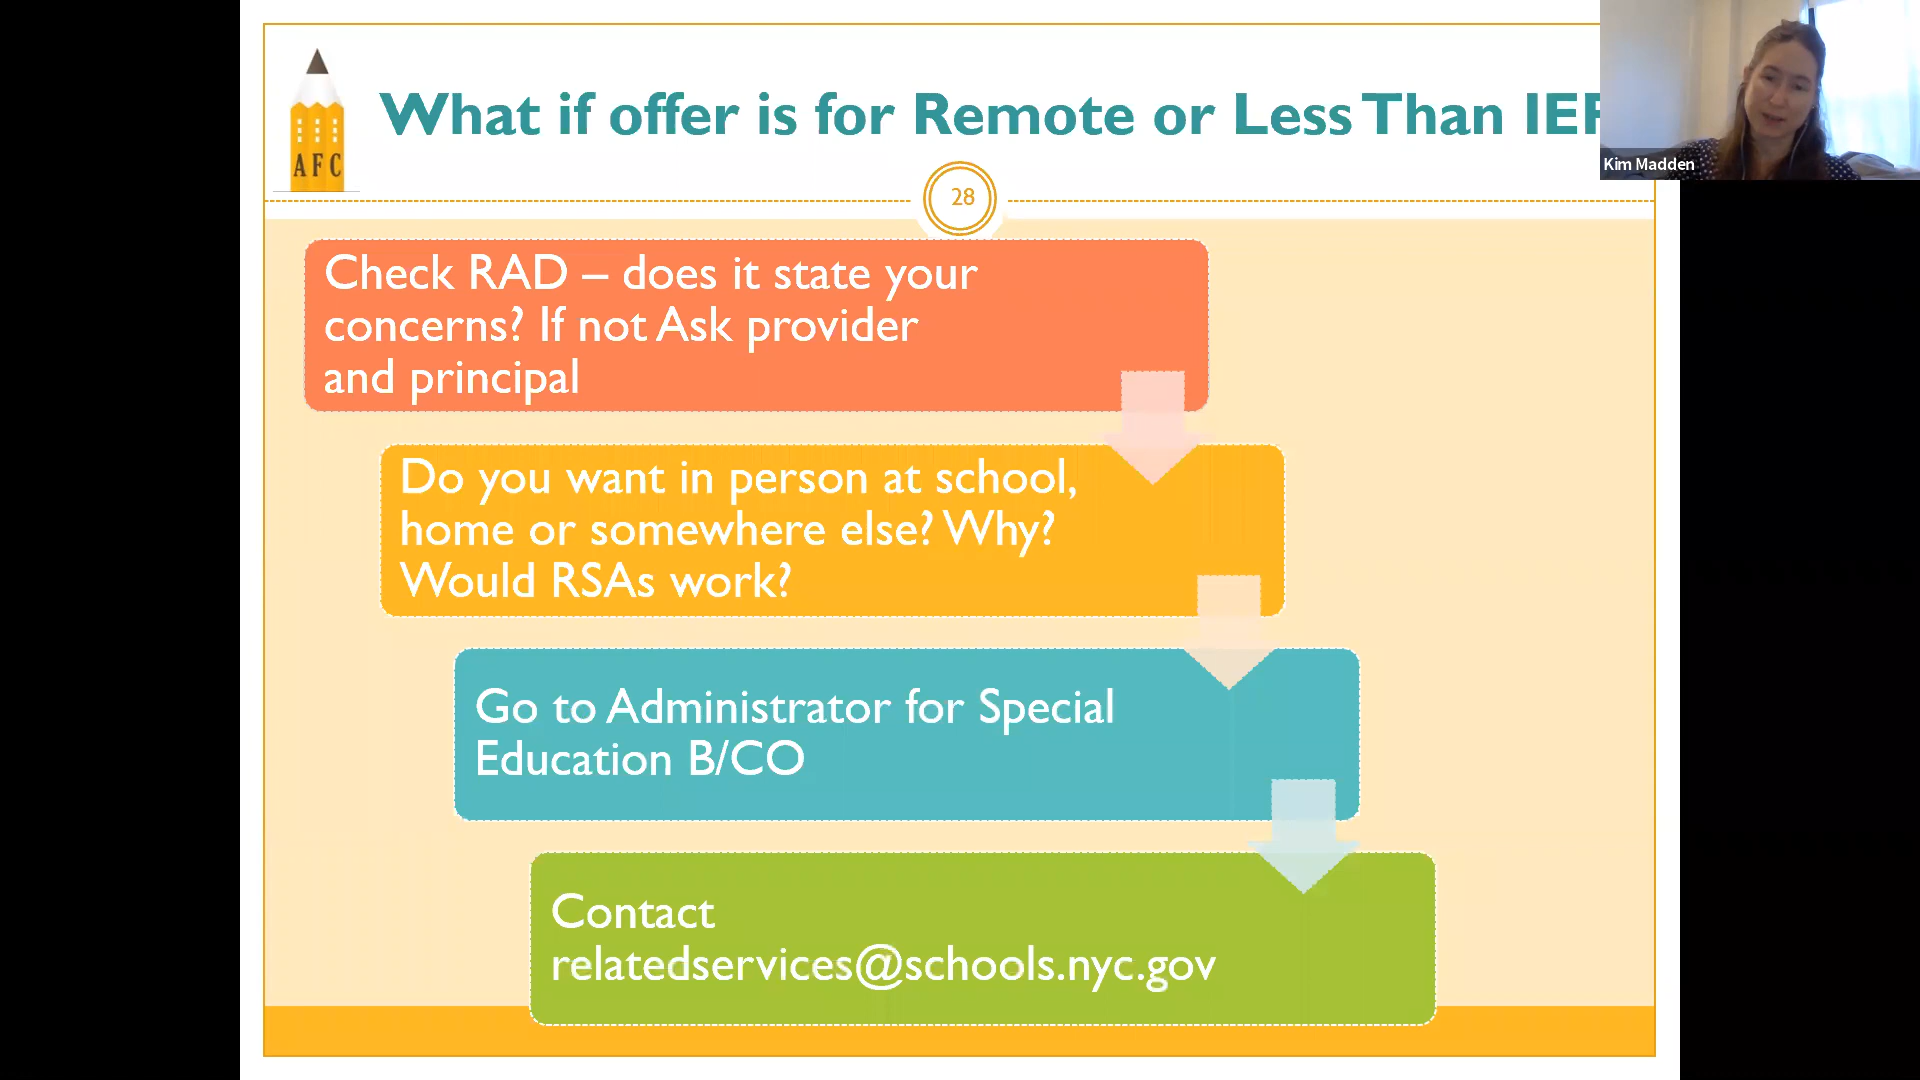 What if offer is for Remote or Less Than IEP
Kim Madden
AFC
28
Check RAD – does it state your
concerns? If not Ask provider
and principal
Do you want in person at school,
home or somewhere else? Why?
Would RSAs work?
Go to Administrator for Special
Education B/CO
Contact
relatedservices@schools.nyc.gov